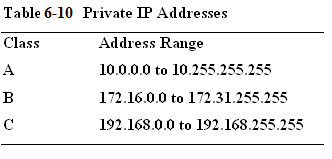 Table 6-10 Private IP Addresses
Class Address Range
A 10.0.0.0 to 10.255.255.255
B 172.16.0.0 to 172.31.255.255
C 192.168.0.0 to 192.168.255.255